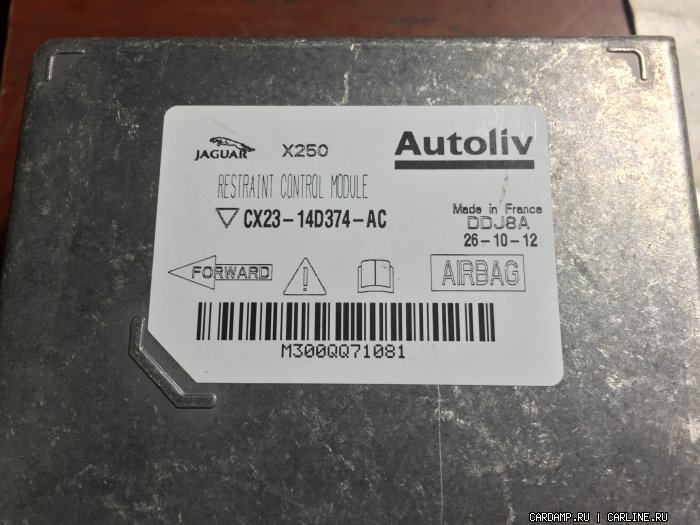 JAGUAR X250 Autoliv
RESTRAINT CONTROL MODULE
CX23-14D374-AC
Made in France
DDJ8A
26-10-12
FORWARD
AIRBAG
M300QQ71081
CARDAMP.RU | CARLINE.RU